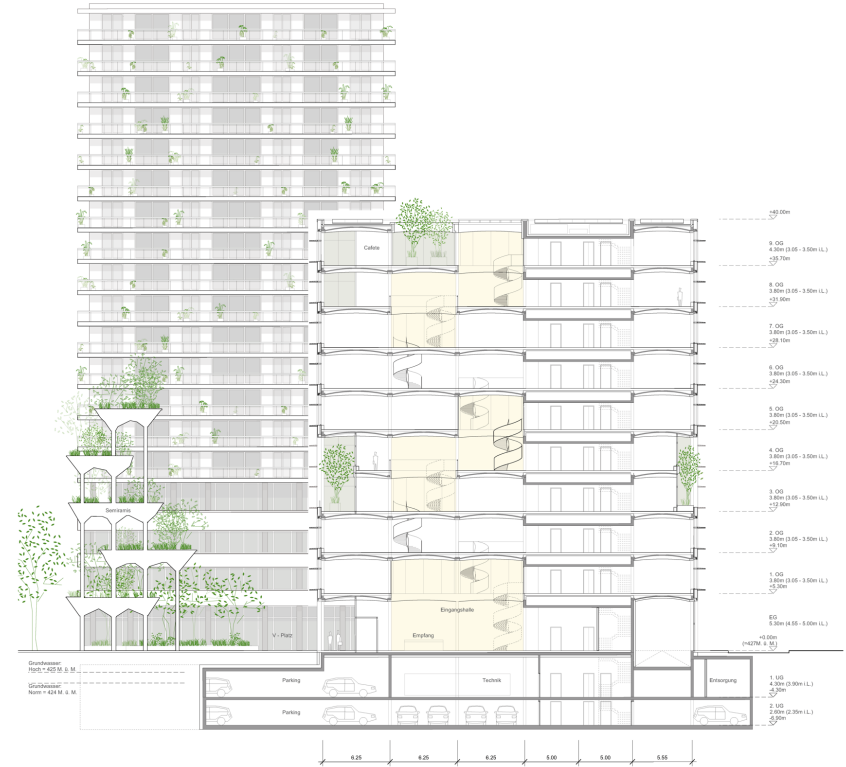 +40.00m
9. OG
4.30m (3.05 - 3.50m i.L.)
+35.70m
Cafete
8. OG
3.80m (3.05 - 3.50m i.L.)
+31.90m
7. OG
3.80m (3.05 - 3.50m i.L.)
+28.10m
6. OG
3.80m (3.05 - 3.50m i.L.)
+24.30m
5. OG
3.80m (3.05 - 3.50m i.L.)
+20.50m
4. OG
3.80m (3.05 - 3.50m i.L.)
+16.70m
3. OG
3.80m (3.05 - 3.50m i.L.)
+12.90m
Semiramis
2. OG
3.80m (3.05 - 3.50m i.L.)
+9.10m
1. OG
3.80m (3.05 - 3.50m i.L.)
+5.30m
Eingangshalle
EG
5.30m (4.55 - 5.00m i.L.)
V - Platz
Empfang
+0.00m
(=427M. ü. M.)
Grundwasser:
Hoch = 425 M. ü. M.
Grundwasser:
Norm = 424 M. ü. M.
Parking
Technik
Entsorgung
1. UG
4.30m (3.90m i.L.)
-4.30m
Parking
2. UG
2.60m (2.35m i.L.)
-6.90m
6.25
6.25
6.25
5.00
5.00
5.55